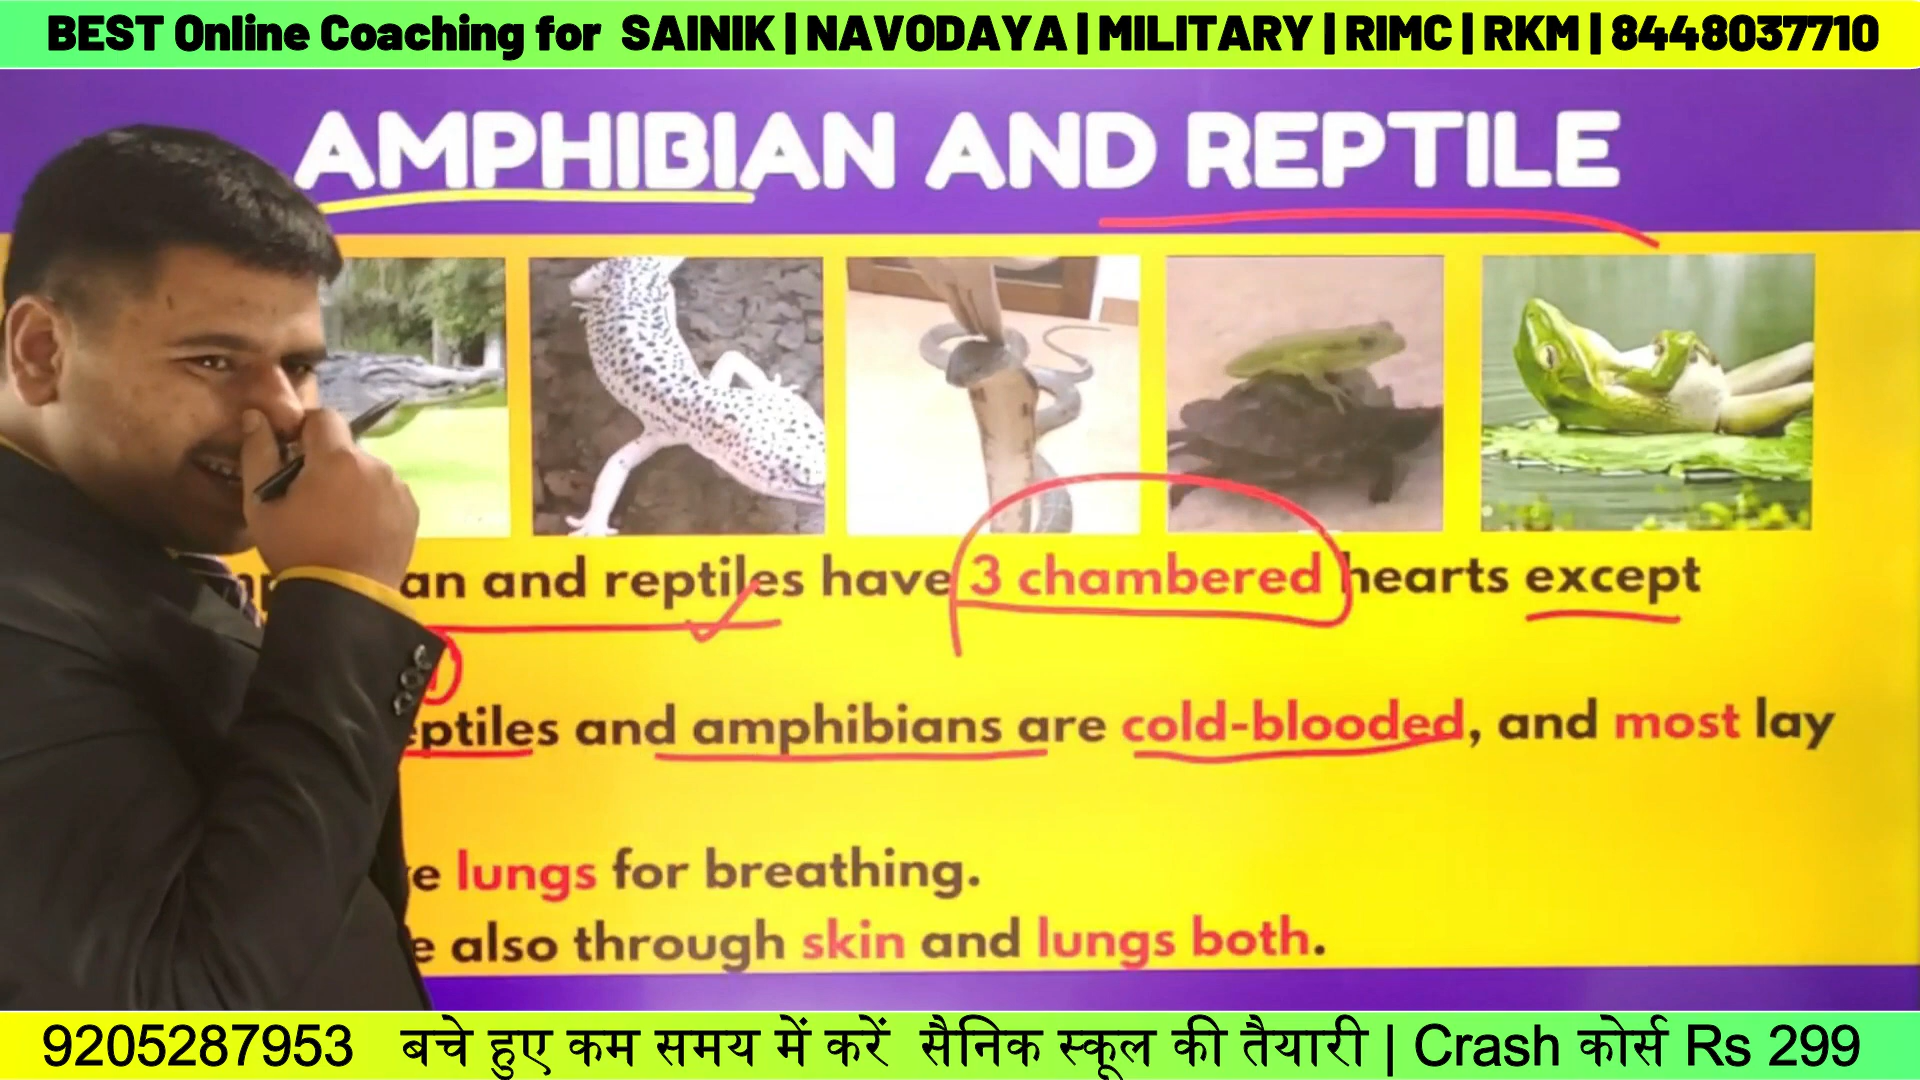 BEST Online Coaching for SAINIK | NAVODAYA | MILITARY | RIMC | RKM | 8448037710
AMPHIBIAN AND REPTILE
and reptiles have 3 chambered hearts except
and amphibians are cold-blooded, and most lay
lungs for breathing.
also through skin and lungs both.
9205287953 बचे हुए कम समय में करें सैनिक स्कूल की तैयारी | Crash कोर्स Rs 299